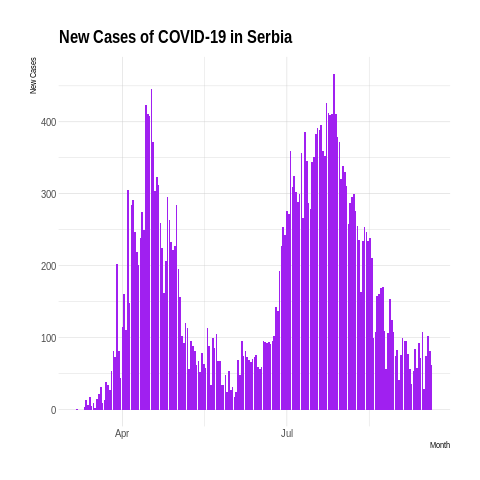 New Cases of COVID-19 in Serbia
New Cases
400
300
200
100
0
Apr
Jul
Month